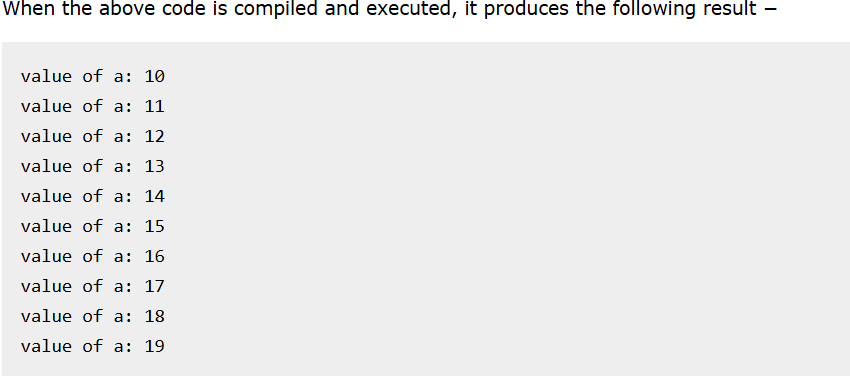 When the above code is compiled and executed, it produces the following result −
value of a: 10
value of a: 11
value of a: 12
value of a: 13
value of a: 14
value of a: 15
value of a: 16
value of a: 17
value of a: 18
value of a: 19